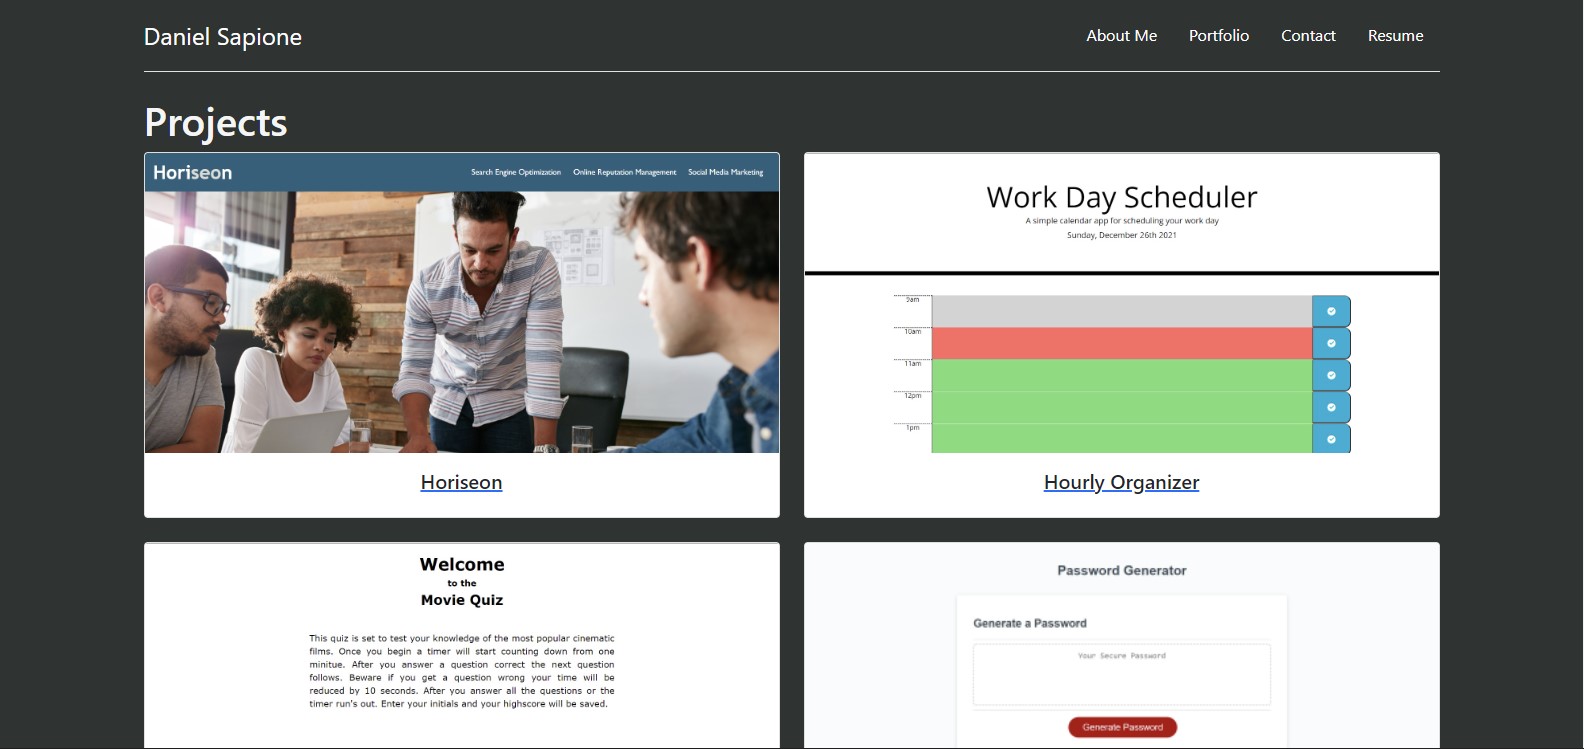 Daniel Sapione
About Me Portfolio Contact Resume
Projects
Horiseon
Search Engine Optimization Online Reputation Management Social Media Marketing
Horiseon
Work Day Scheduler
A simple calendar app for scheduling your work day
Sunday, December 26th 2021
9am
10am
11am
12pm
1pm
Hourly Organizer
Welcome
to the
Movie Quiz
This quiz is set to test your knowledge of the most popular cinematic
films. Once you begin a timer will start counting down from one
minitue. After you answer a question correct the next question
follows. Beware if you get a question wrong your time will be
reduced by 10 seconds. After you answer all the questions or the
timer run's out. Enter your initials and your highscore will be saved.
Password Generator
Generate a Password
Your Secure Password
Generate Password